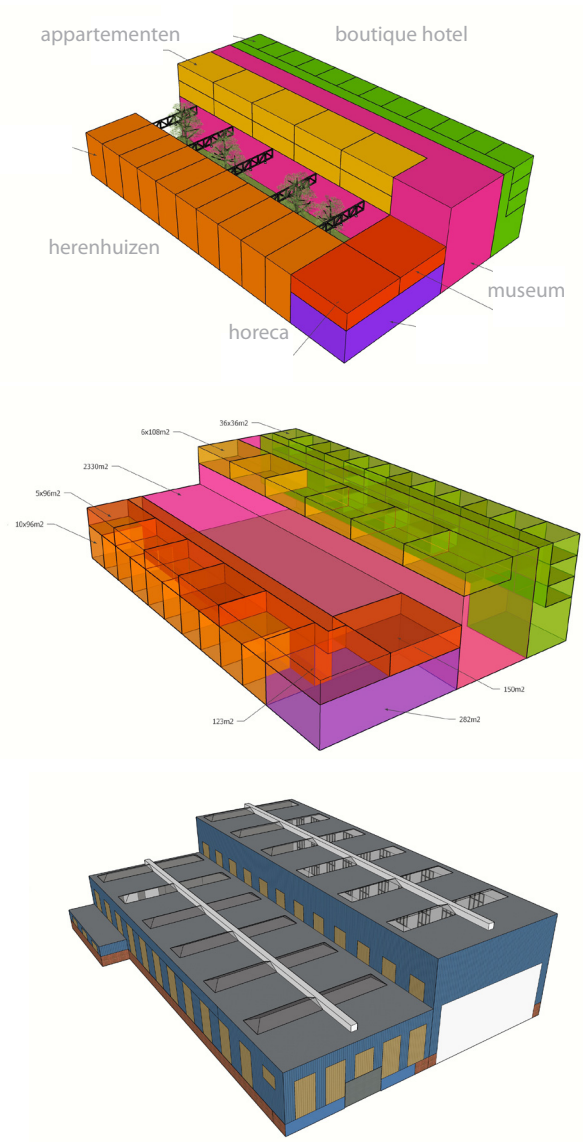 appartementen
boutique hotel
herenhuizen
museum
horeca
36x36m2
6x108m2
2330m2
5x96m2
10x96m2
150m2
123m2
282m2